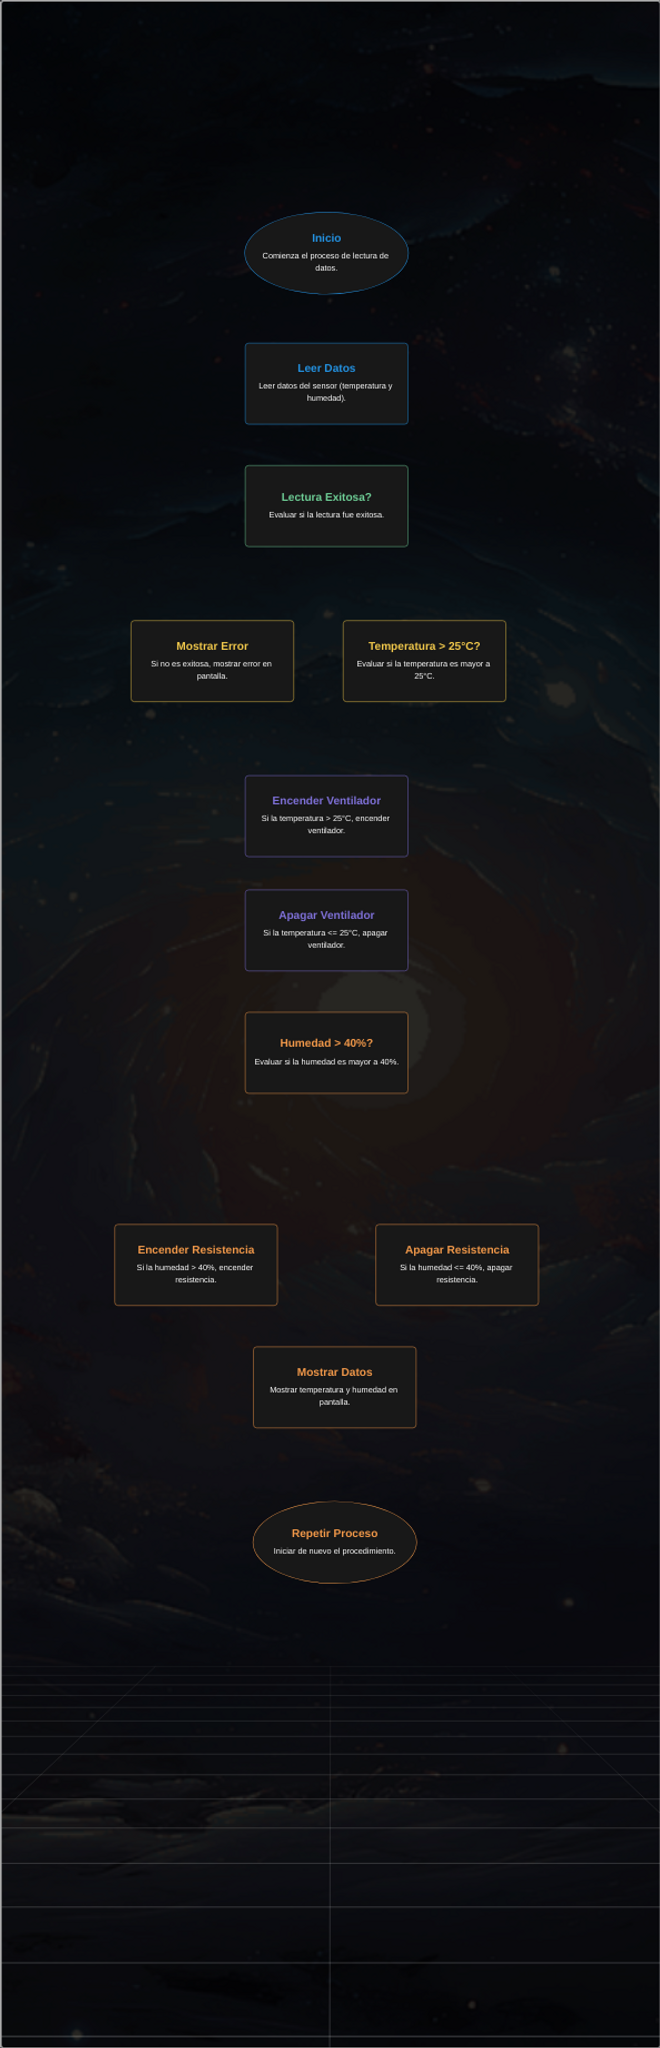 Inicio
Comienza el proceso de lectura de
datos.
Leer Datos
Leer datos del sensor (temperatura y
humedad).
Lectura Exitosa?
Evaluar si la lectura fue exitosa.
Mostrar Error
Si no es exitosa, mostrar error en
pantalla.
Temperatura > 25°C?
Evaluar si la temperatura es mayor a
25°C.
Encender Ventilador
Si la temperatura > 25°C, encender
ventilador.
Apagar Ventilador
Si la temperatura <= 25°C, apagar
ventilador.
Humedad > 40%?
Evaluar si la humedad es mayor a 40%.
Encender Resistencia
Si la humedad > 40%, encender
resistencia.
Apagar Resistencia
Si la humedad <= 40%, apagar
resistencia.
Mostrar Datos
Mostrar temperatura y humedad en
pantalla.
Repetir Proceso
Iniciar de nuevo el procedimiento.